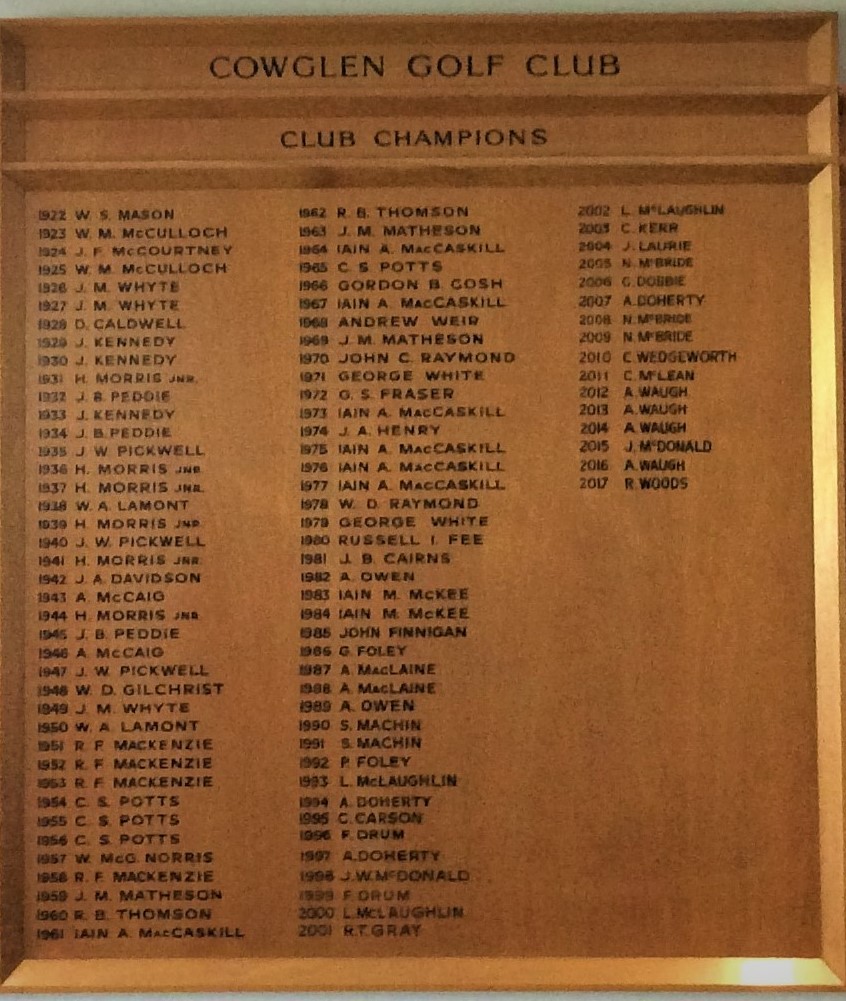 COWGLEN GOLF CLUB
CLUB CHAMPIONS
1922 W. S. MASON
1923 W. M. McCULLOCH
1924 J. F. McCOURTNEY
1925 W. M. McCULLOCH
1926 J. M. WHYTE
1927 J. M. WHYTE
1928 D. CALDWELL
1929 J. KENNEDY
1930 J. KENNEDY
1931 H. MORRIS JNR.
1932 J. B. PEDDIE
1933 J. KENNEDY
1934 J. B. PEDDIE
1935 J. W. PICKWELL
1936 H. MORRIS JNR.
1937 H. MORRIS JNR.
1938 W. A. LAMONT
1939 H. MORRIS JNR.
1940 J. W. PICKWELL
1941 H. MORRIS JNR.
1942 J. A. DAVIDSON
1943 A. McCAIG
1944 H. MORRIS JNR.
1945 J. B. PEDDIE
1946 A. McCAIG
1947 J. W. PICKWELL
1948 W. D. GILCHRIST
1949 J. M. WHYTE
1950 W. A. LAMONT
1951 R. F. MACKENZIE
1952 R. F. MACKENZIE
1953 R. F. MACKENZIE
1954 C. S. POTTS
1955 C. S. POTTS
1956 C. S. POTTS
1957 W. McG. NORRIS
1958 R. F. MACKENZIE
1959 J. M. MATHESON
1960 R. B. THOMSON
1961 IAIN A. MacCASKILL
1962 R. B. THOMSON
1963 J. M. MATHESON
1964 IAIN A. MacCASKILL
1965 C. S. POTTS
1966 GORDON B. COSH
1967 IAIN A. MacCASKILL
1968 ANDREW WEIR
1969 J. M. MATHESON
1970 JOHN C. RAYMOND
1971 GEORGE WHITE
1972 G. S. FRASER
1973 IAIN A. MacCASKILL
1974 J. A. HENRY
1975 IAIN A. MacCASKILL
1976 IAIN A. MacCASKILL
1977 IAIN A. MacCASKILL
1978 W. D. RAYMOND
1979 GEORGE WHITE
1980 RUSSELL I. FEE
1981 J. B. CAIRNS
1982 A. OWEN
1983 IAIN M. McKEE
1984 IAIN M. McKEE
1985 JOHN FINNIGAN
1986 G. FOLEY
1987 A. MacLAINE
1988 A. MacLAINE
1989 A. OWEN
1990 S. MACHIN
1991 S. MACHIN
1992 P. FOLEY
1993 L. McLAUGHLIN
1994 A. DOHERTY
1995 C. CARSON
1996 F. DRUM
1997 A.DOHERTY
1998 J.W.McDONALD
1999 F.DRUM
2000 L.McLAUGHLIN
2001 R.T.GRAY
2002 L. McLAUGHLIN
2003 C. KERR
2004 J. LAURIE
2005 N. McBRIDE
2006 G. DOBBIE
2007 A.DOHERTY
2008 N.McBRIDE
2009 N.McBRIDE
2010 C.WEDGEWORTH
2011 C.McLEAN
2012 A.WAUGH
2013 A.WAUGH
2014 A.WAUGH
2015 J.McDONALD
2016 A.WAUGH
2017 R.WOODS